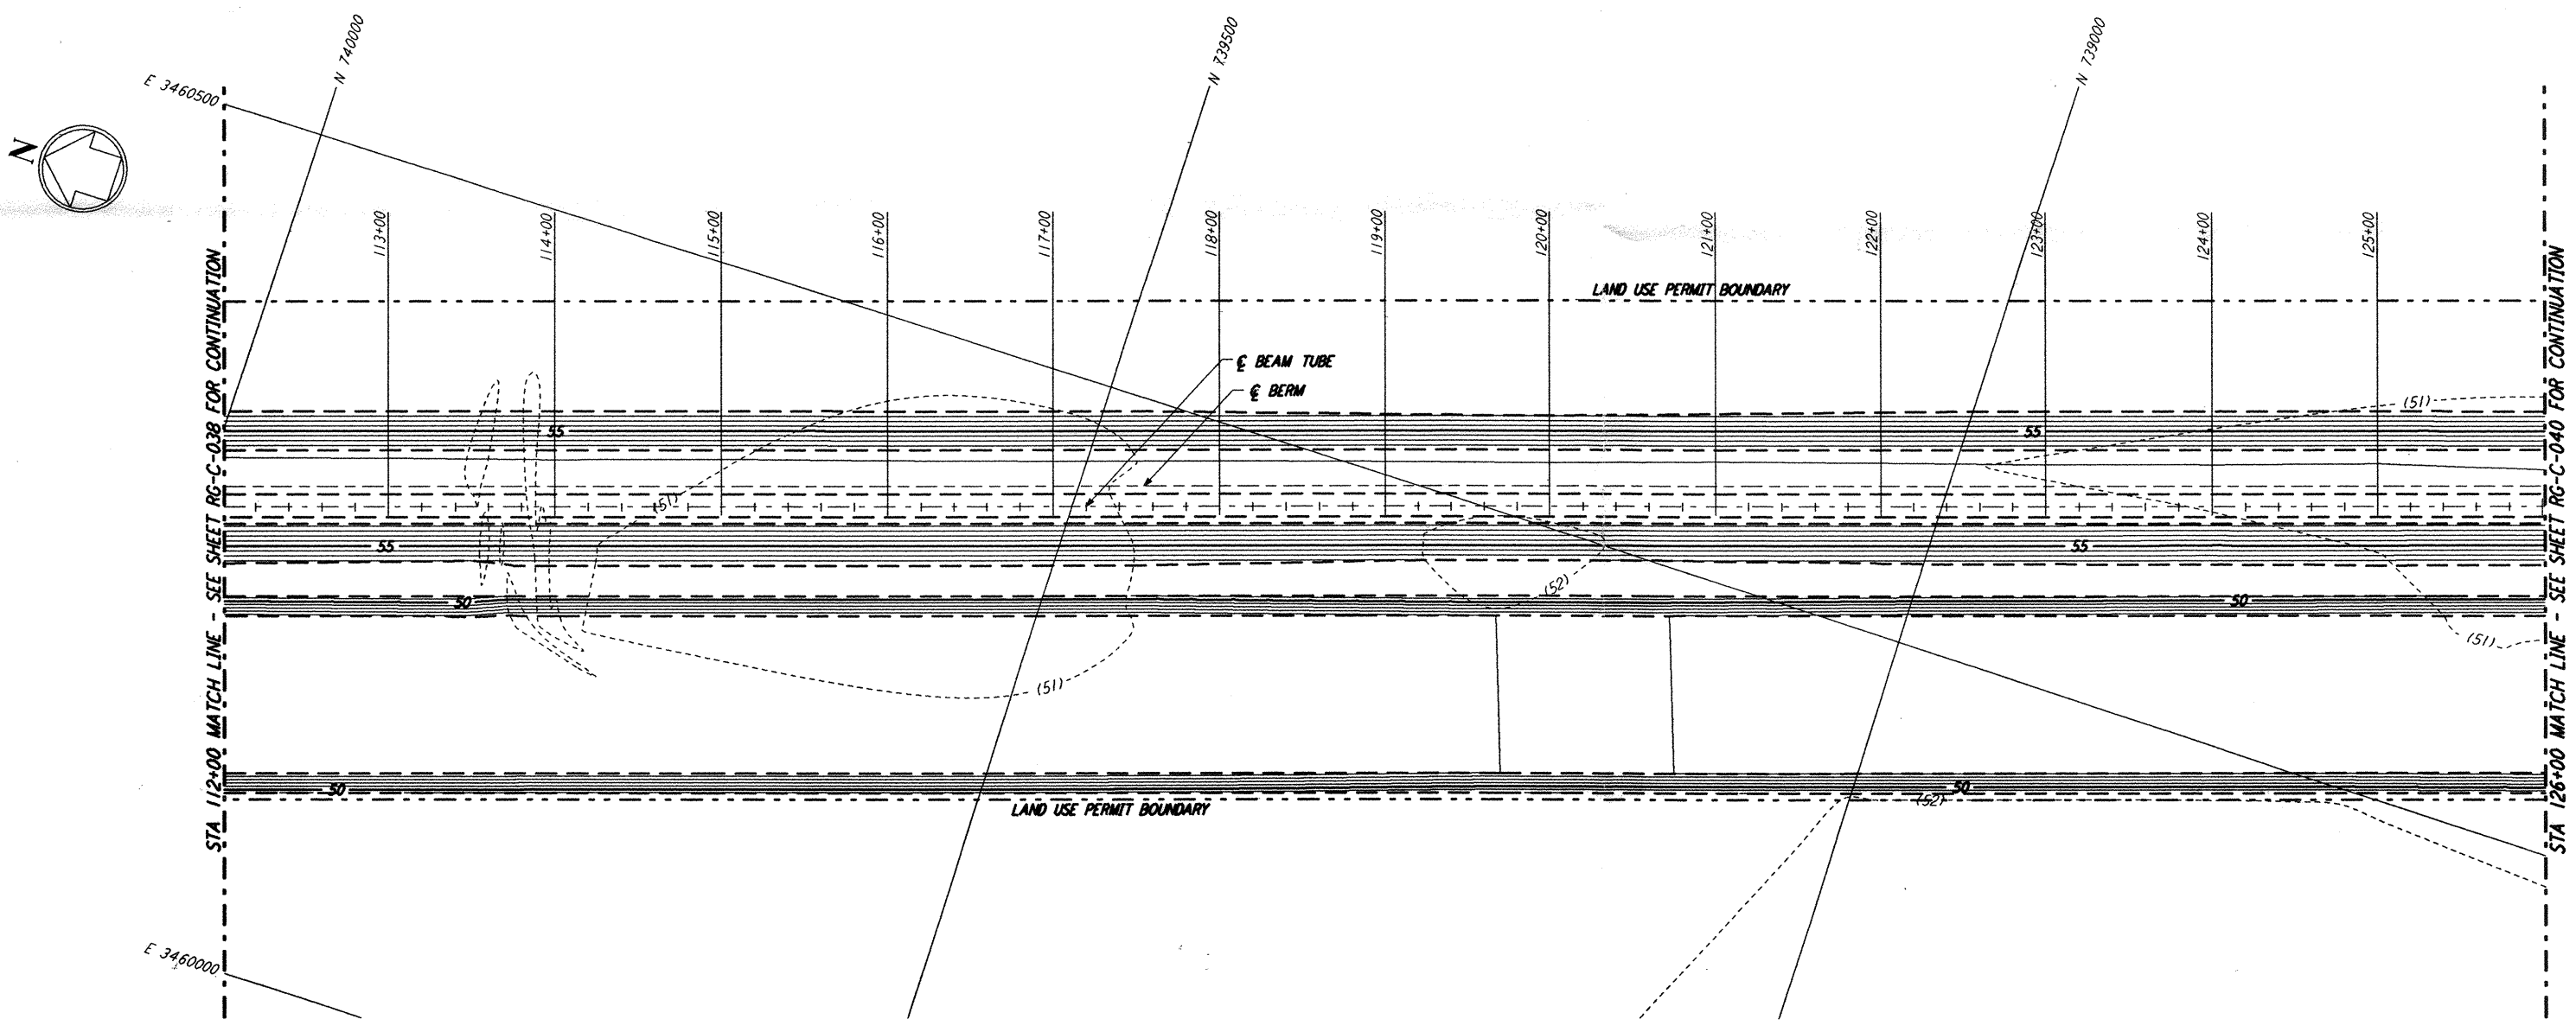 N 740000
N 739500
N 739000
E 3460500
N
113+00
114+00
115+00
116+00
117+00
118+00
119+00
120+00
121+00
122+00
123+00
124+00
125+00
STA 112+00 MATCH LINE - SEE SHEET RG-C-038 FOR CONTINUATION
STA 126+00 MATCH LINE - SEE SHEET RG-C-040 FOR CONTINUATION
LAND USE PERMIT BOUNDARY
℄ BEAM TUBE
℄ BERM
(51)
55
55
(51)
55
55
(52)
50
50
(51)
(51)
50
50
(52)
LAND USE PERMIT BOUNDARY
E 3460000